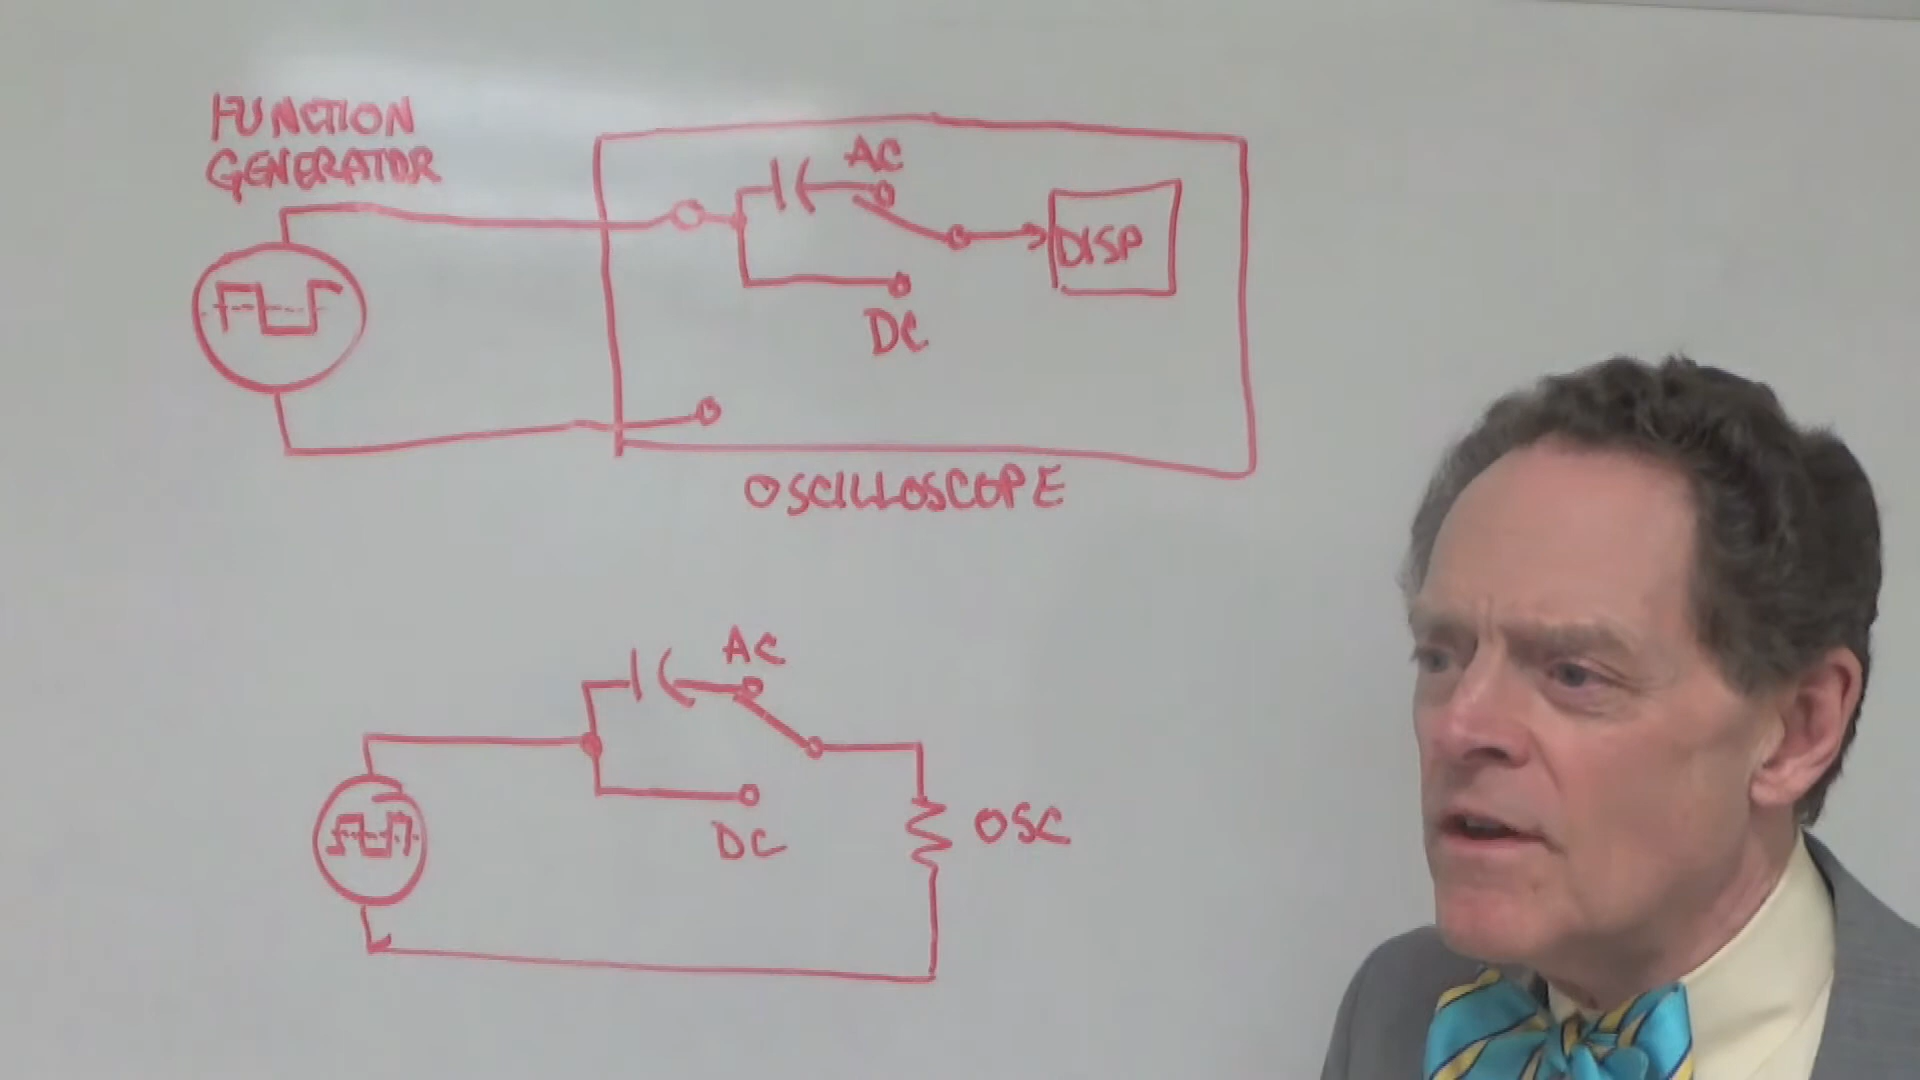 FUNCTION
GENERATOR
AC
DISP
DC
OSCILLOSCOPE
AC
DC
OSC